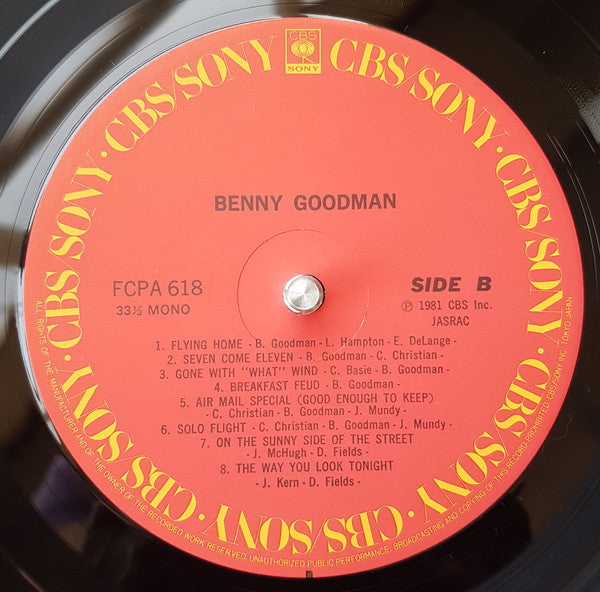 CBS/SONY · CBS/SONY · CBS/SONY · CBS/SONY · CBS/SONY · CBS/SONY · CBS/SONY · CBS/SONY
CBS
SONY
BENNY GOODMAN
FCPA 618
33⅓ MONO
SIDE B
Ⓟ 1981 CBS Inc.
JASRAC
1. FLYING HOME - B. Goodman - L. Hampton - E. DeLange -
2. SEVEN COME ELEVEN - B. Goodman - C. Christian -
3. GONE WITH "WHAT" WIND - C. Basie - B. Goodman -
4. BREAKFAST FEUD - B. Goodman -
5. AIR MAIL SPECIAL (GOOD ENOUGH TO KEEP)
- C. Christian - B. Goodman - J. Mundy -
6. SOLO FLIGHT - C. Christian - B. Goodman - J. Mundy -
7. ON THE SUNNY SIDE OF THE STREET
- J. McHugh - D. Fields -
8. THE WAY YOU LOOK TONIGHT
- J. Kern - D. Fields -
ALL RIGHTS OF THE MANUFACTURER AND OF THE OWNER OF THE RECORDED WORK RESERVED. UNAUTHORIZED PUBLIC PERFORMANCE, BROADCASTING AND COPYING OF THIS RECORD PROHIBITED. CBS/SONY INC. TOKYO JAPAN.